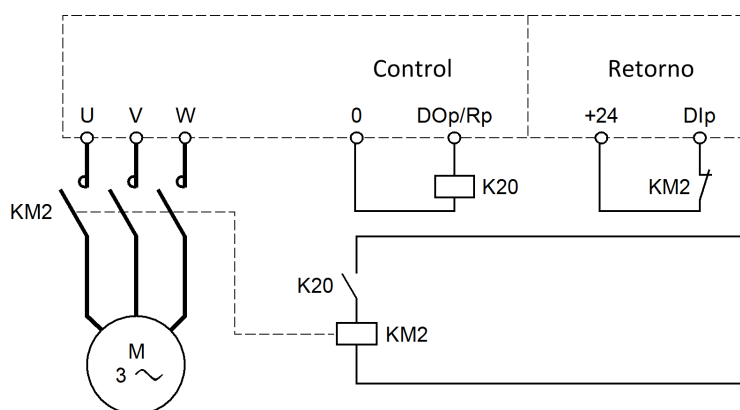 Control Retorno
U V W 0 DOp/Rp +24 DIp
K20 KM2
KM2
K20
KM2
M
3